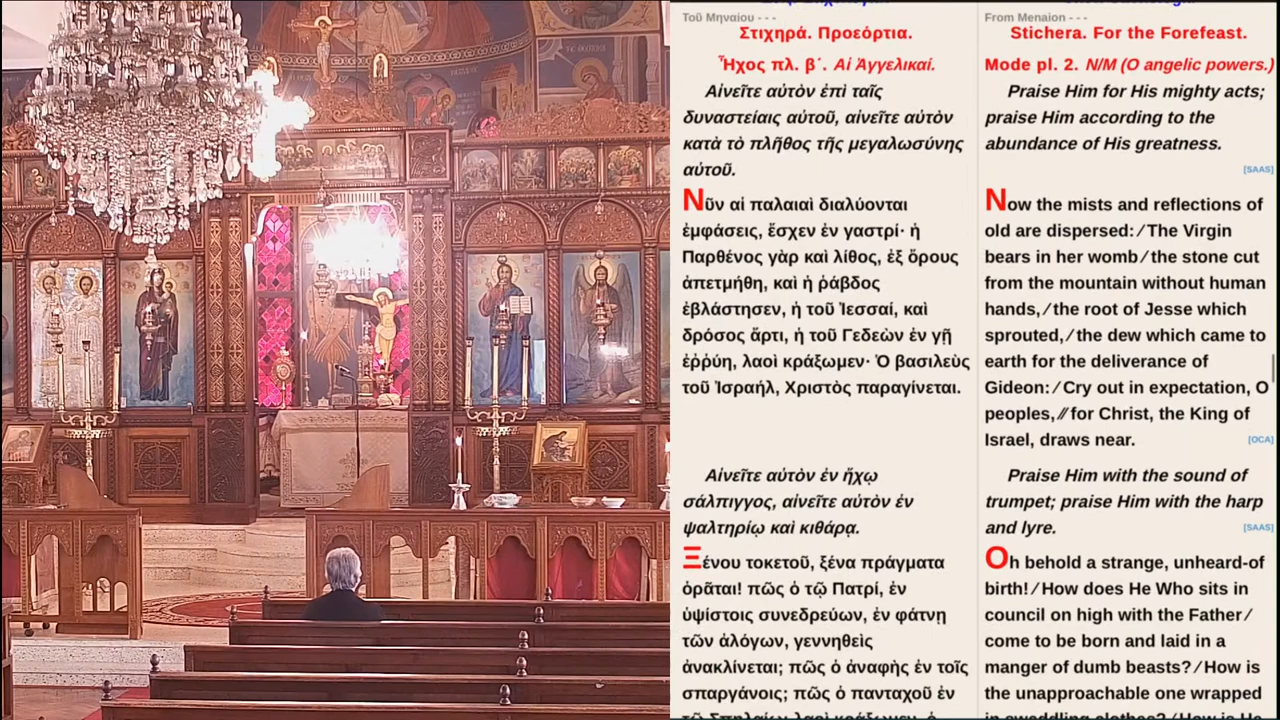 Τοῦ Μηναίου - - -
Στιχηρά. Προεόρτια.
Ἦχος πλ. β΄. Αἱ Ἀγγελικαί.
Αἰνεῖτε αὐτὸν ἐπὶ ταῖς
δυναστείαις αὐτοῦ, αἰνεῖτε αὐτὸν
κατὰ τὸ πλῆθος τῆς μεγαλωσύνης
αὐτοῦ.
Νῦν αἱ παλαιαὶ διαλύονται
ἐμφάσεις, ἔσχεν ἐν γαστρί· ἡ
Παρθένος γὰρ καὶ λίθος, ἐξ ὄρους
ἀπετμήθη, καὶ ἡ ῥάβδος
ἐβλάστησεν, ἡ τοῦ Ἰεσσαί, καὶ
δρόσος ἄρτι, ἡ τοῦ Γεδεὼν ἐν γῇ
ἐῤῥύη, λαοὶ κράξωμεν· Ὁ βασιλεὺς
τοῦ Ἰσραήλ, Χριστὸς παραγίνεται.
Αἰνεῖτε αὐτὸν ἐν ἤχῳ
σάλπιγγος, αἰνεῖτε αὐτὸν ἐν
ψαλτηρίῳ καὶ κιθάρᾳ.
Ξένου τοκετοῦ, ξένα πράγματα
ὁρᾶται! πῶς ὁ τῷ Πατρί, ἐν
ὑψίστοις συνεδρεύων, ἐν φάτνῃ
τῶν ἀλόγων, γεννηθεὶς
ἀνακλίνεται; πῶς ὁ ἀναφὴς ἐν τοῖς
σπαργάνοις; πῶς ὁ πανταχοῦ ἐν
From Menaion - - -
Stichera. For the Forefeast.
Mode pl. 2. N/M (O angelic powers.)
Praise Him for His mighty acts;
praise Him according to the
abundance of His greatness.
[SAAS]
Now the mists and reflections of
old are dispersed:/The Virgin
bears in her womb/the stone cut
from the mountain without human
hands,/the root of Jesse which
sprouted,/the dew which came to
earth for the deliverance of
Gideon:/Cry out in expectation, O
peoples,//for Christ, the King of
Israel, draws near. [OCA]
Praise Him with the sound of
trumpet; praise Him with the harp
and lyre. [SAAS]
Oh behold a strange, unheard-of
birth!/How does He Who sits in
council on high with the Father/
come to be born and laid in a
manger of dumb beasts?/How is
the unapproachable one wrapped